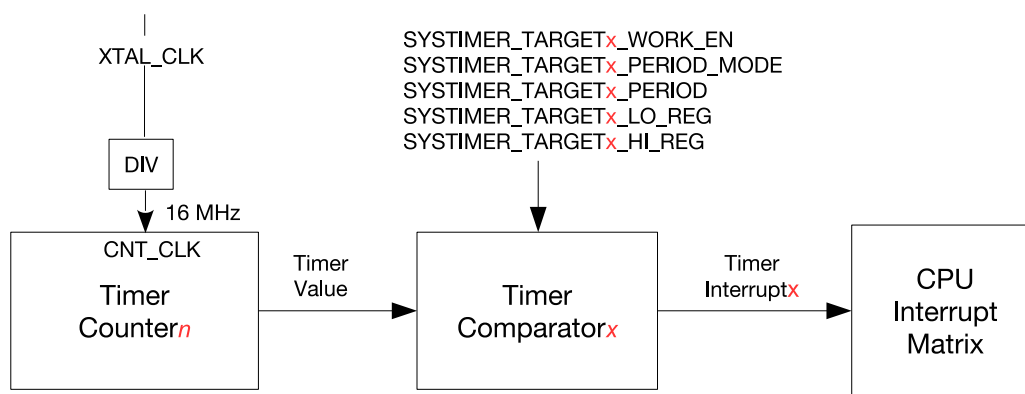 XTAL_CLK
DIV
16 MHz
CNT_CLK
Timer
Countern
Timer
Value
SYSTIMER_TARGETx_WORK_EN
SYSTIMER_TARGETx_PERIOD_MODE
SYSTIMER_TARGETx_PERIOD
SYSTIMER_TARGETx_LO_REG
SYSTIMER_TARGETx_HI_REG
Timer
Comparatorx
Timer
Interruptx
CPU
Interrupt
Matrix